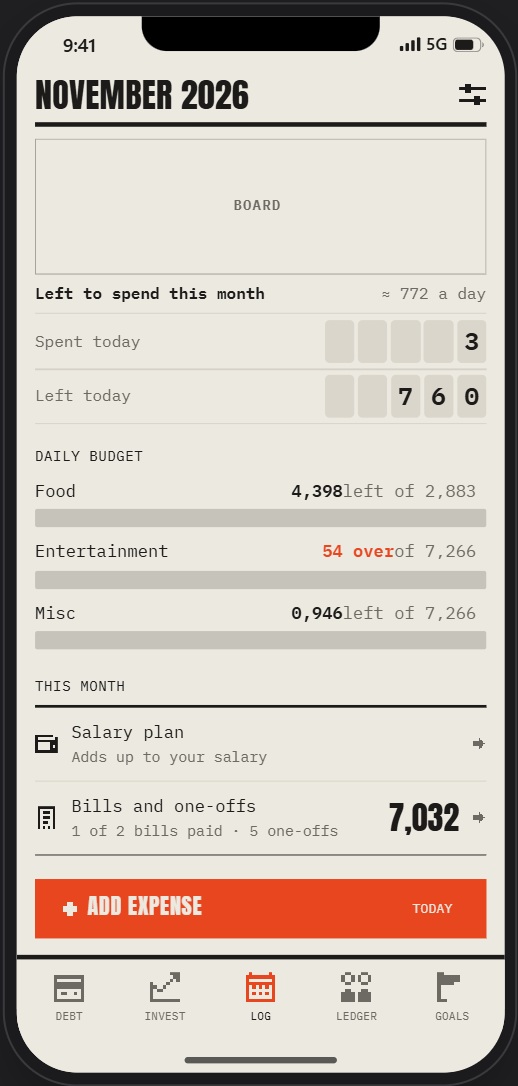 9:41 5G
NOVEMBER 2026
BOARD
Left to spend this month ≈ 772 a day
Spent today 3
Left today 760
DAILY BUDGET
Food 4,398left of 2,883
Entertainment 54 overof 7,266
Misc 0,946left of 7,266
THIS MONTH
Salary plan
Adds up to your salary
Bills and one-offs 7,032
1 of 2 bills paid · 5 one-offs
ADD EXPENSE TODAY
DEBT INVEST LOG LEDGER GOALS